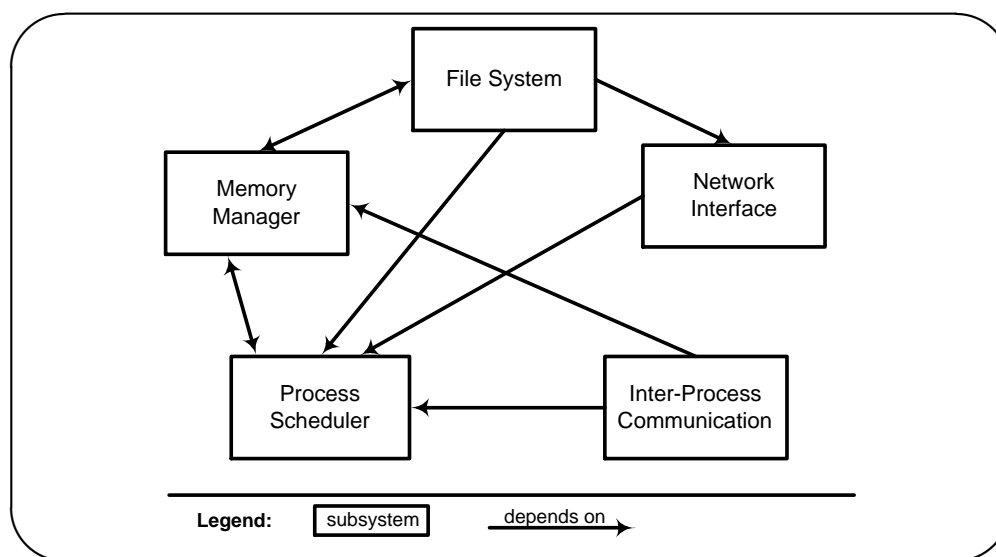 File System
Memory
Manager
Network
Interface
Process
Scheduler
Inter-Process
Communication
Legend:
subsystem
depends on